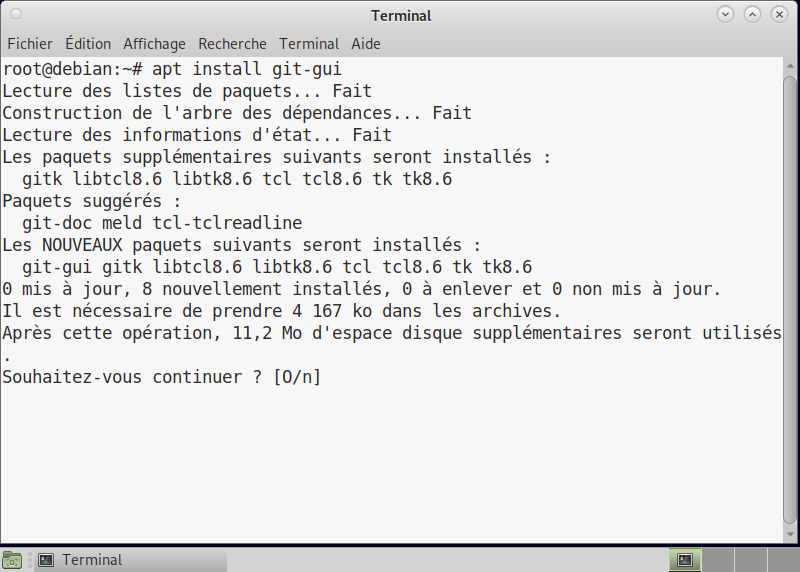 Terminal
Fichier Édition Affichage Recherche Terminal Aide
root@debian:~# apt install git-gui
Lecture des listes de paquets... Fait
Construction de l'arbre des dépendances... Fait
Lecture des informations d'état... Fait
Les paquets supplémentaires suivants seront installés :
  gitk libtcl8.6 libtk8.6 tcl tcl8.6 tk tk8.6
Paquets suggérés :
  git-doc meld tcl-tclreadline
Les NOUVEAUX paquets suivants seront installés :
  git-gui gitk libtcl8.6 libtk8.6 tcl tcl8.6 tk tk8.6
0 mis à jour, 8 nouvellement installés, 0 à enlever et 0 non mis à jour.
Il est nécessaire de prendre 4 167 ko dans les archives.
Après cette opération, 11,2 Mo d'espace disque supplémentaires seront utilisés
.
Souhaitez-vous continuer ? [O/n]
Terminal